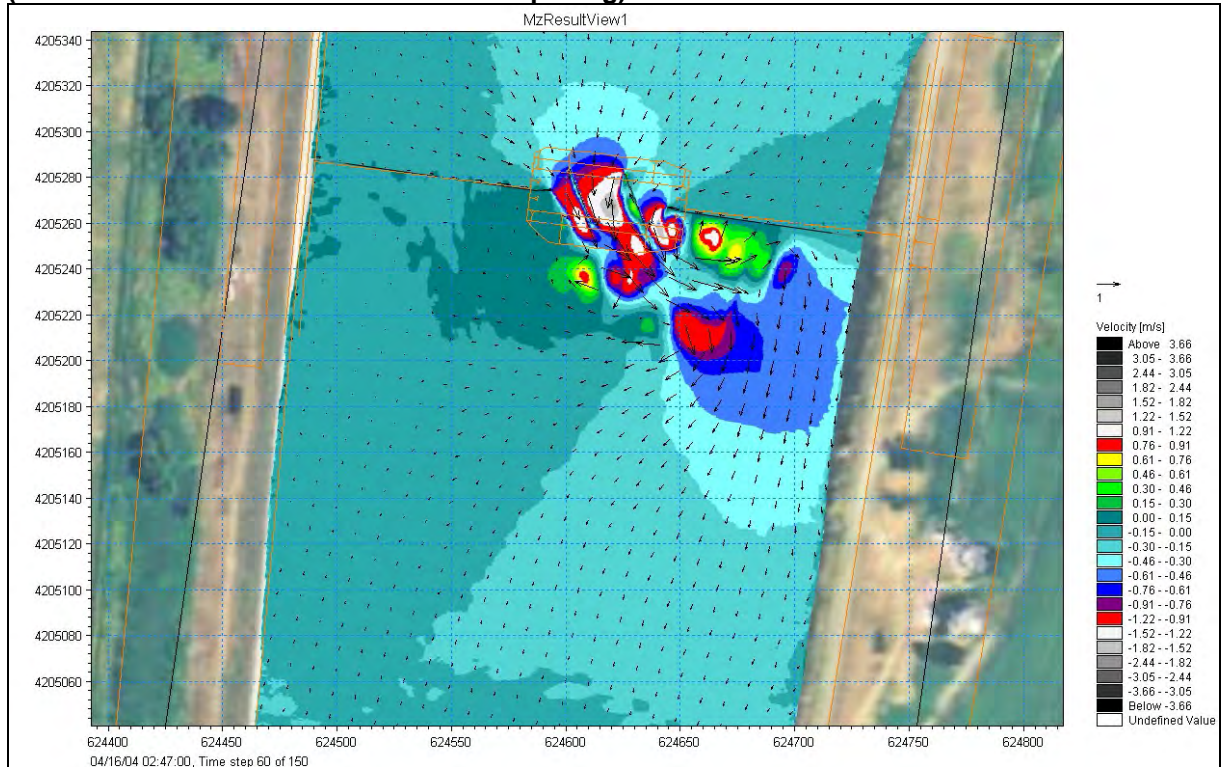 MzResultView1
4205340
4205320
4205300
4205280
4205260
4205240
4205220
4205200
4205180
4205160
4205140
4205120
4205100
4205080
4205060
624400 624450 624500 624550 624600 624650 624700 624750 624800
04/16/04 02:47:00, Time step 60 of 150
1
Velocity [m/s]
Above 3.66
3.05 - 3.66
2.44 - 3.05
1.82 - 2.44
1.52 - 1.82
1.22 - 1.52
0.91 - 1.22
0.76 - 0.91
0.61 - 0.76
0.46 - 0.61
0.30 - 0.46
0.15 - 0.30
0.00 - 0.15
-0.15 - 0.00
-0.30 - -0.15
-0.46 - -0.30
-0.61 - -0.46
-0.76 - -0.61
-0.91 - -0.76
-1.22 - -0.91
-1.52 - -1.22
-1.82 - -1.52
-2.44 - -1.82
-3.05 - -2.44
-3.66 - -3.05
Below -3.66
Undefined Value